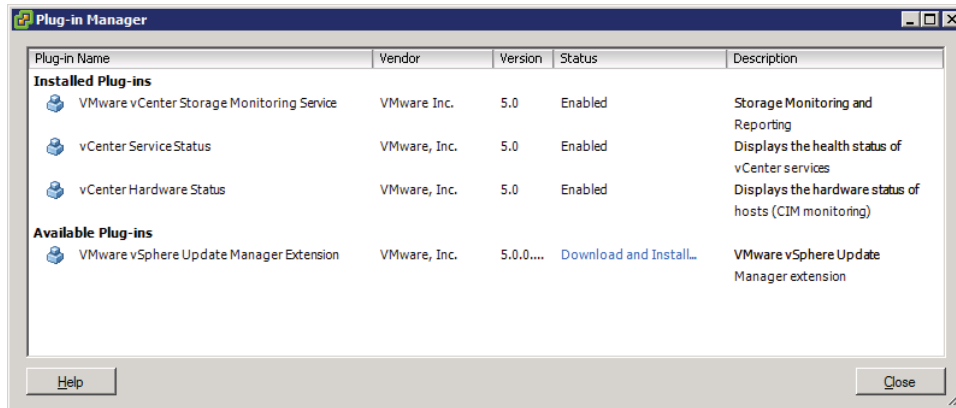 Plug-in Manager
Plug-in Name Vendor Version Status Description
Installed Plug-ins
VMware vCenter Storage Monitoring Service VMware Inc. 5.0 Enabled Storage Monitoring and
Reporting
vCenter Service Status VMware, Inc. 5.0 Enabled Displays the health status of
vCenter services
vCenter Hardware Status VMware, Inc. 5.0 Enabled Displays the hardware status of
hosts (CIM monitoring)
Available Plug-ins
VMware vSphere Update Manager Extension VMware, Inc. 5.0.0.... Download and Install... VMware vSphere Update
Manager extension
Help Close